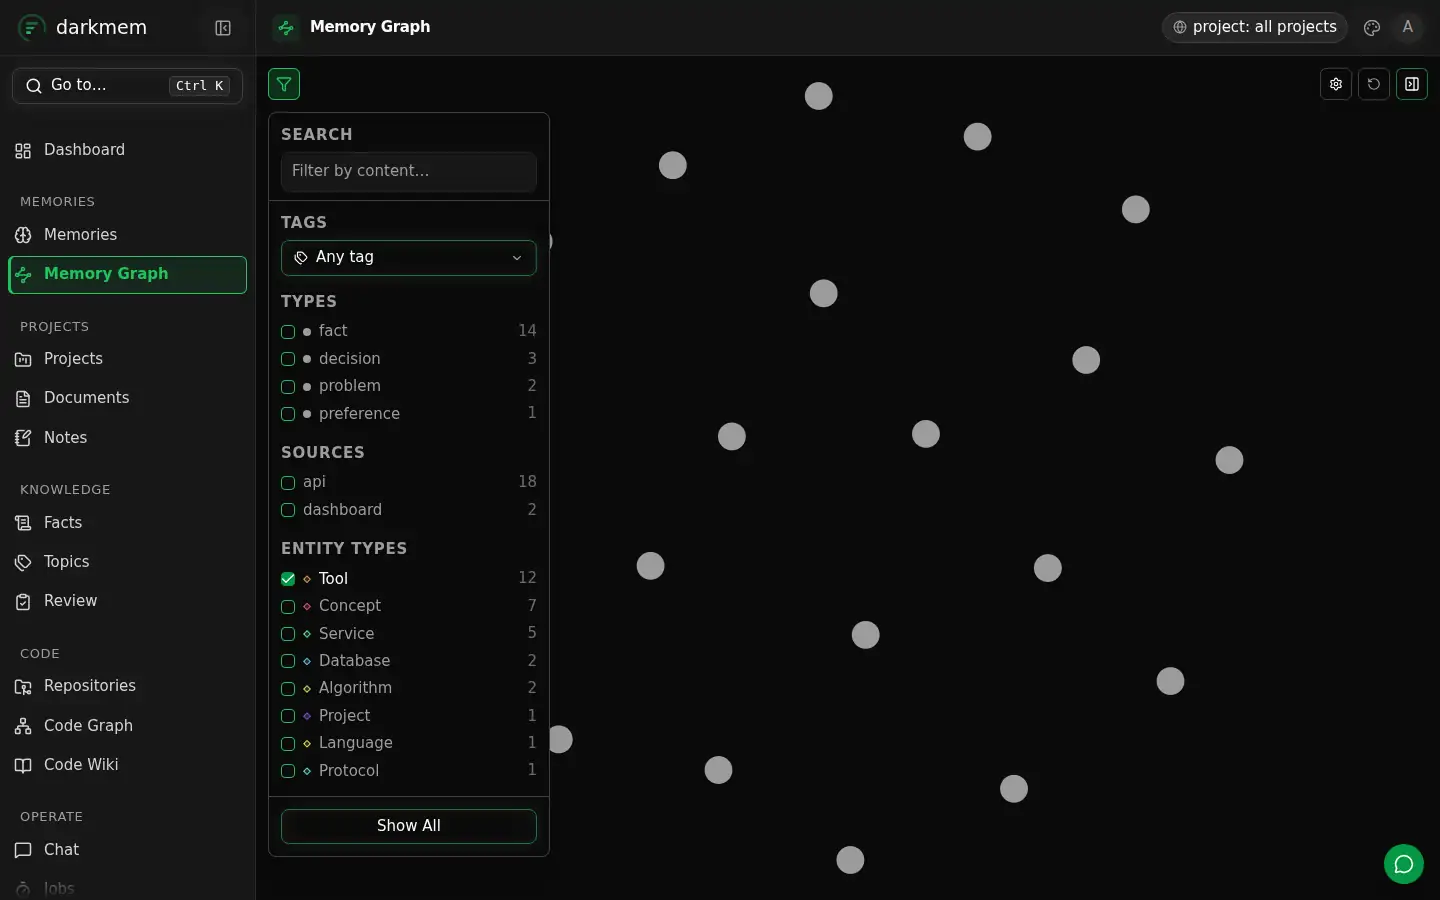 darkmem
Memory Graph
project: all projects
A
Go to...
Ctrl K
Dashboard
MEMORIES
Memories
Memory Graph
PROJECTS
Projects
Documents
Notes
KNOWLEDGE
Facts
Topics
Review
CODE
Repositories
Code Graph
Code Wiki
OPERATE
Chat
Jobs
SEARCH
Filter by content...
TAGS
Any tag
TYPES
fact 14
decision 3
problem 2
preference 1
SOURCES
api 18
dashboard 2
ENTITY TYPES
Tool 12
Concept 7
Service 5
Database 2
Algorithm 2
Project 1
Language 1
Protocol 1
Show All